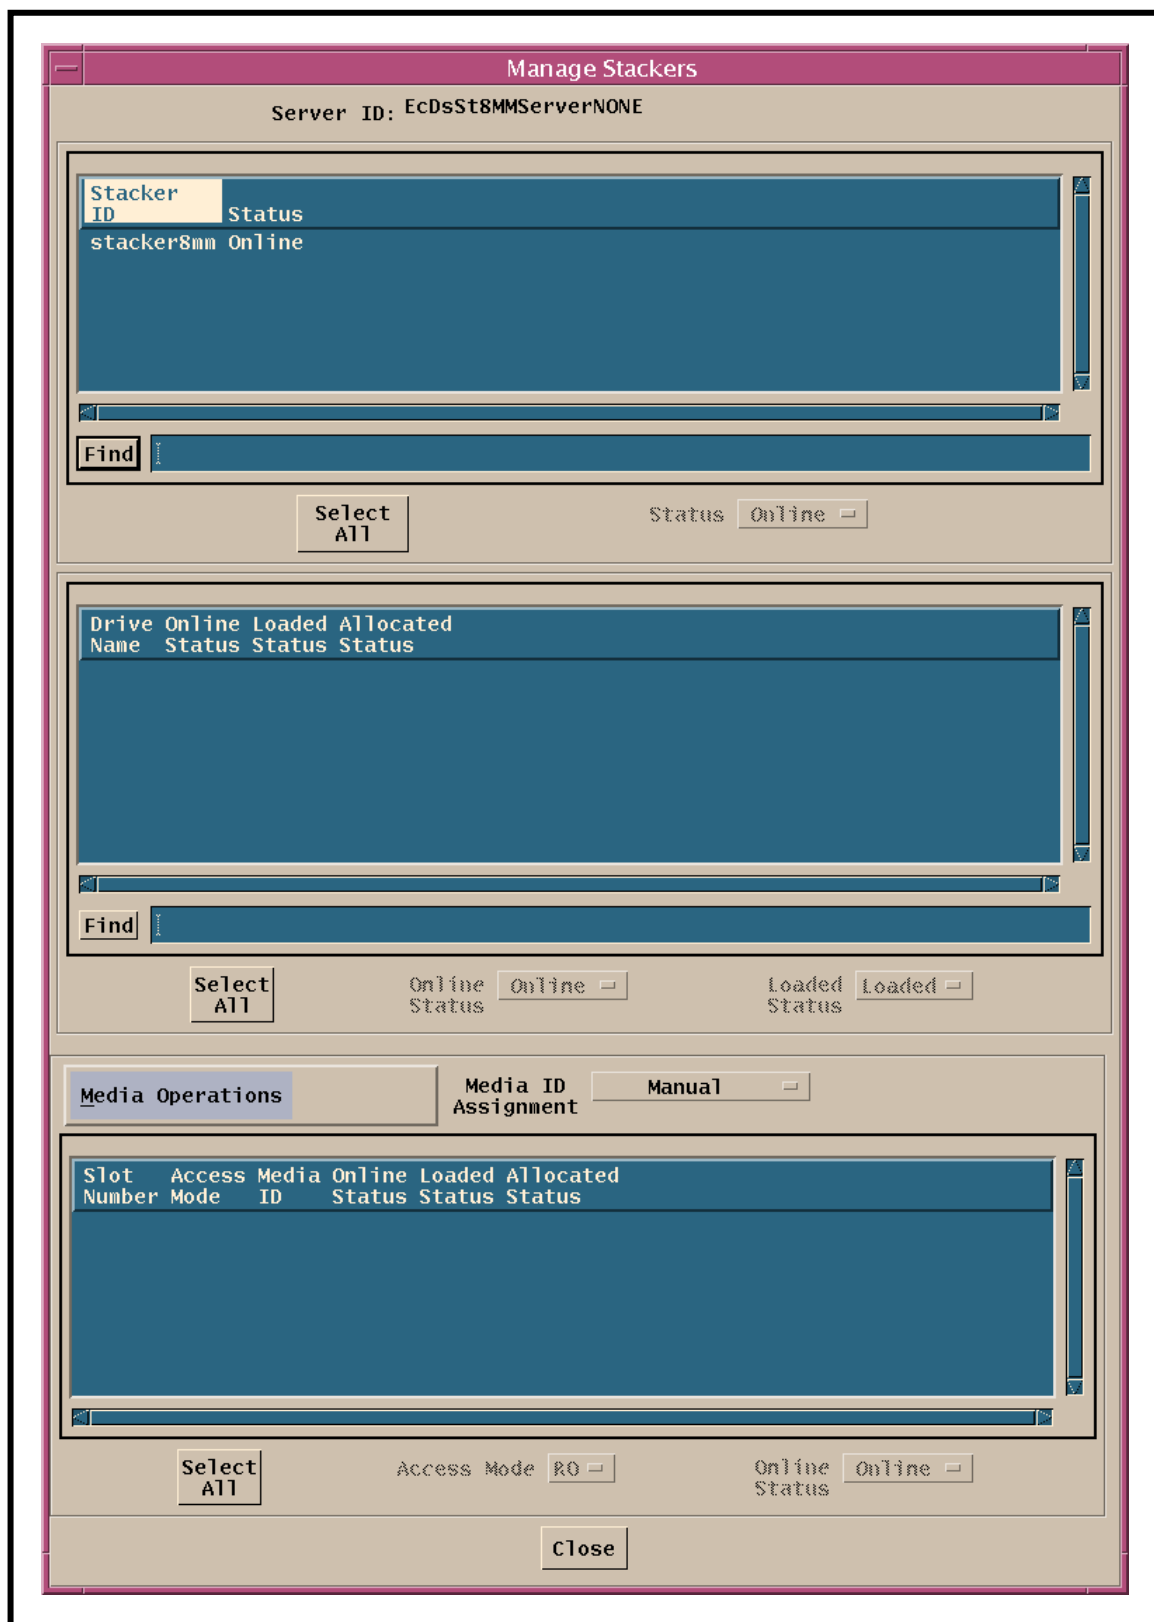 Manage Stackers
Server ID: EcDsSt8MMServerNONE
Stacker
ID Status
stacker8mm Online
Find
Select
All
Status Online
Drive Online Loaded Allocated
Name Status Status Status
Find
Select
All
Online
Status
Online
Loaded
Status
Loaded
Media Operations
Media ID
Assignment
Manual
Slot Access Media Online Loaded Allocated
Number Mode ID Status Status Status
Select
All
Access Mode RO
Online
Status
Online
Close